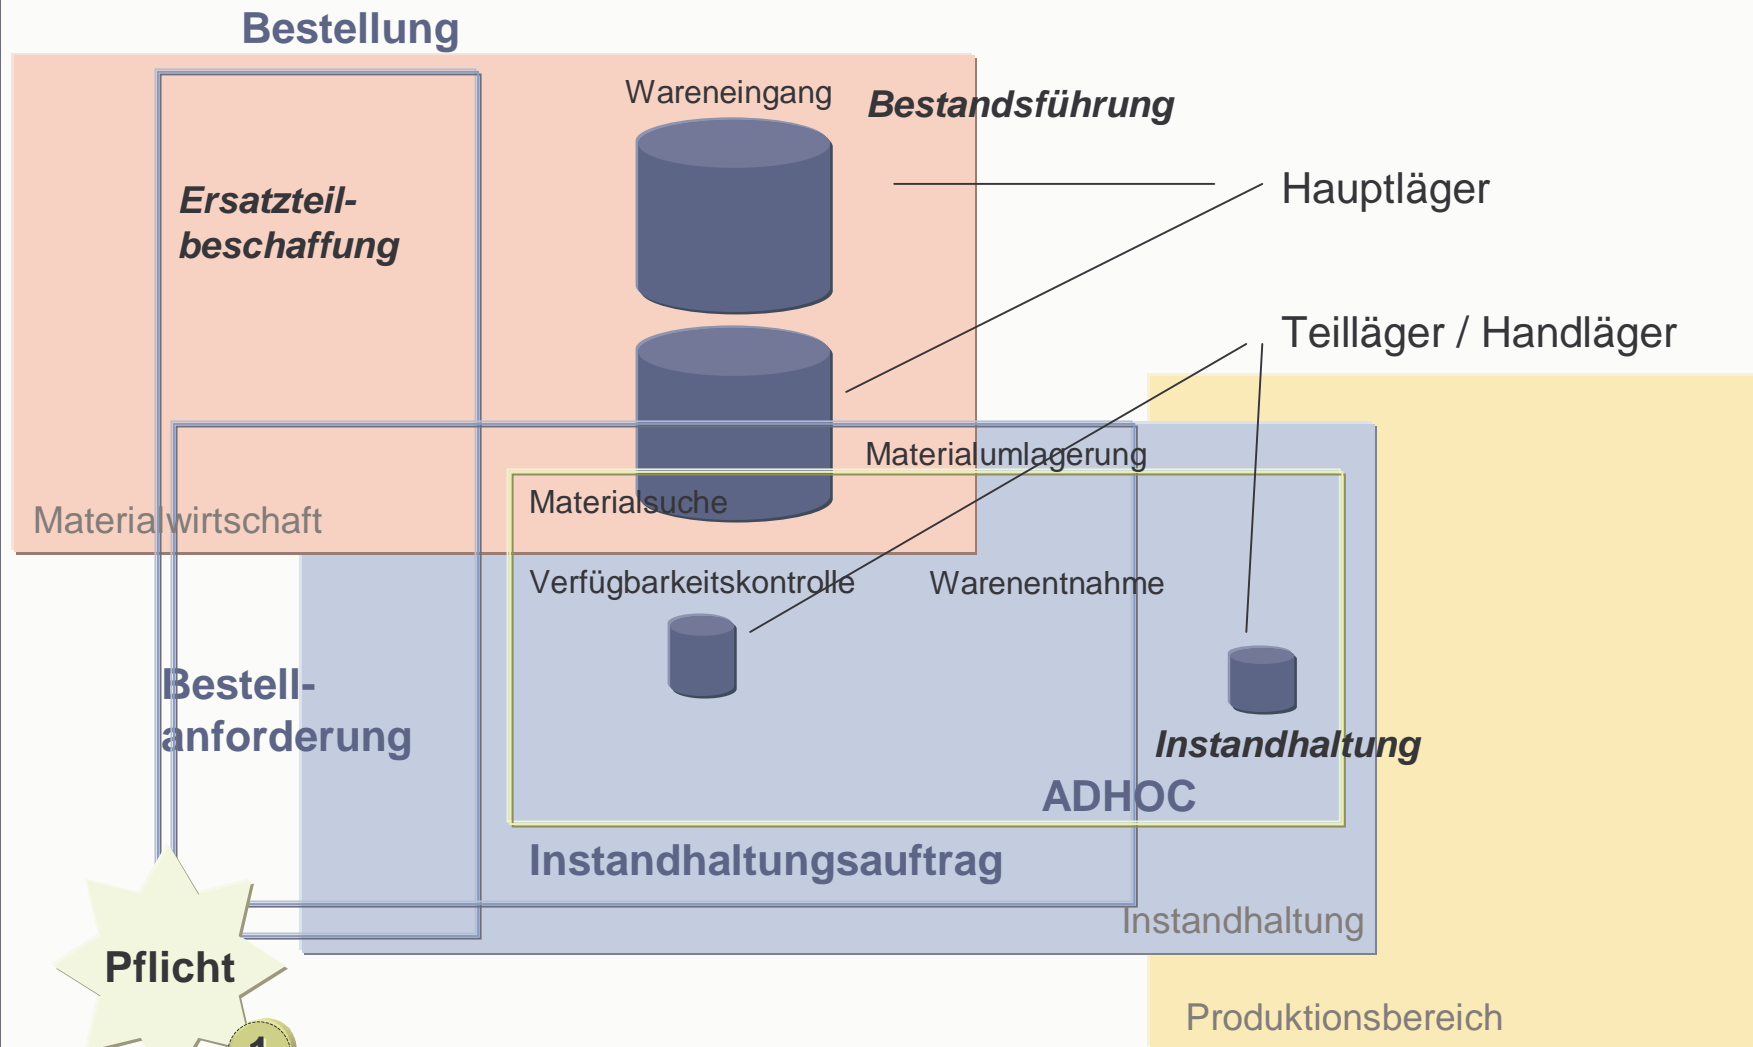 Bestellung
Wareneingang
Bestandsführung
Ersatzteil-
beschaffung
Hauptläger
Teilläger / Handläger
Materialumlagerung
Materialsuche
Materialwirtschaft
Verfügbarkeitskontrolle
Warenentnahme
Bestell-
anforderung
Instandhaltung
ADHOC
Instandhaltungsauftrag
Instandhaltung
Pflicht
Produktionsbereich
1